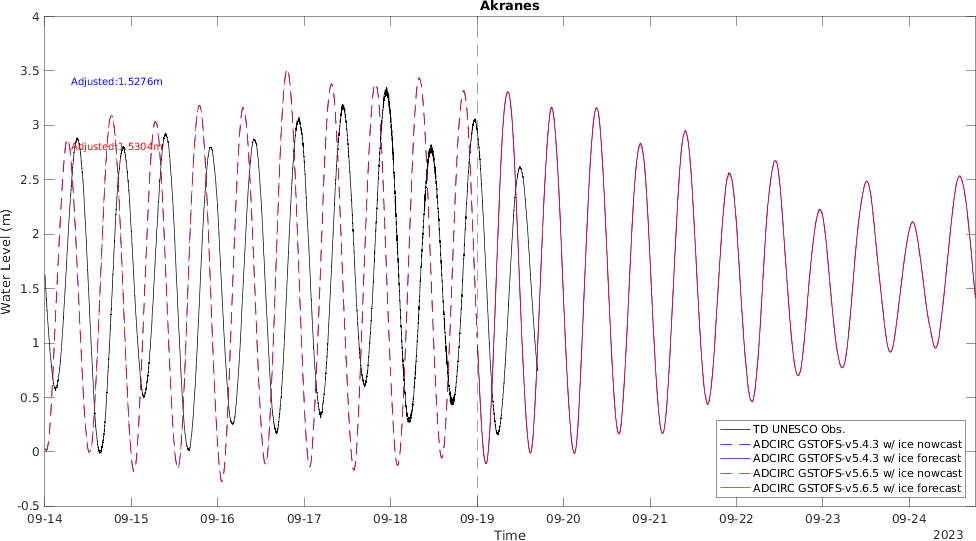 Akranes
4
3.5
3
2.5
2
1.5
1
0.5
0
-0.5
Water Level (m)
Adjusted:1.5276m
Adjusted:1.5304m
TD UNESCO Obs.
ADCIRC GSTOFS-v5.4.3 w/ ice nowcast
ADCIRC GSTOFS-v5.4.3 w/ ice forecast
ADCIRC GSTOFS-v5.6.5 w/ ice nowcast
ADCIRC GSTOFS-v5.6.5 w/ ice forecast
09-14 09-15 09-16 09-17 09-18 09-19 09-20 09-21 09-22 09-23 09-24
Time
2023